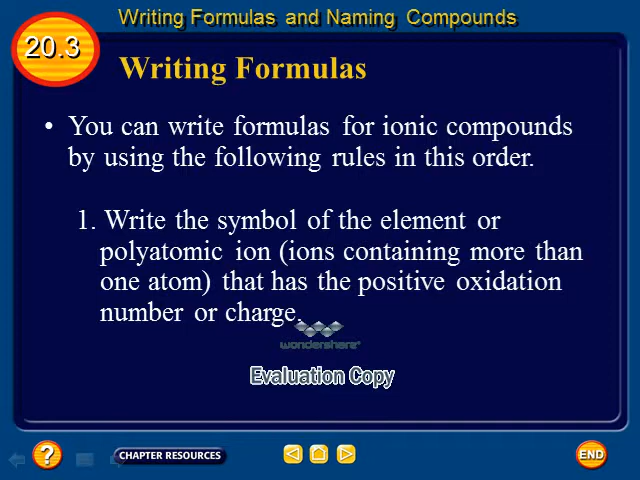 Writing Formulas and Naming Compounds
20.3
Writing Formulas
• You can write formulas for ionic compounds
by using the following rules in this order.
1. Write the symbol of the element or
polyatomic ion (ions containing more than
one atom) that has the positive oxidation
number or charge.
wondershare
Evaluation Copy
?
CHAPTER RESOURCES
END